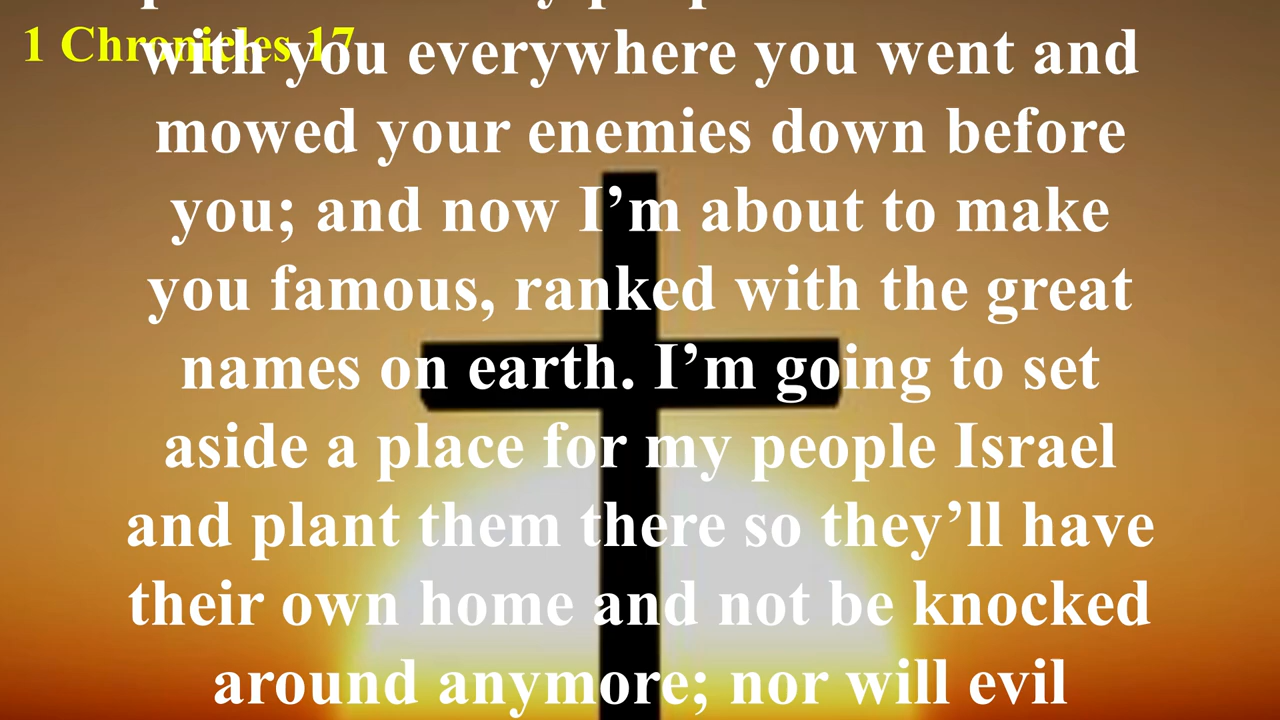 1 Chronicles 17
with you everywhere you went and
mowed your enemies down before
you; and now I’m about to make
you famous, ranked with the great
names on earth. I’m going to set
aside a place for my people Israel
and plant them there so they’ll have
their own home and not be knocked
around anymore; nor will evil